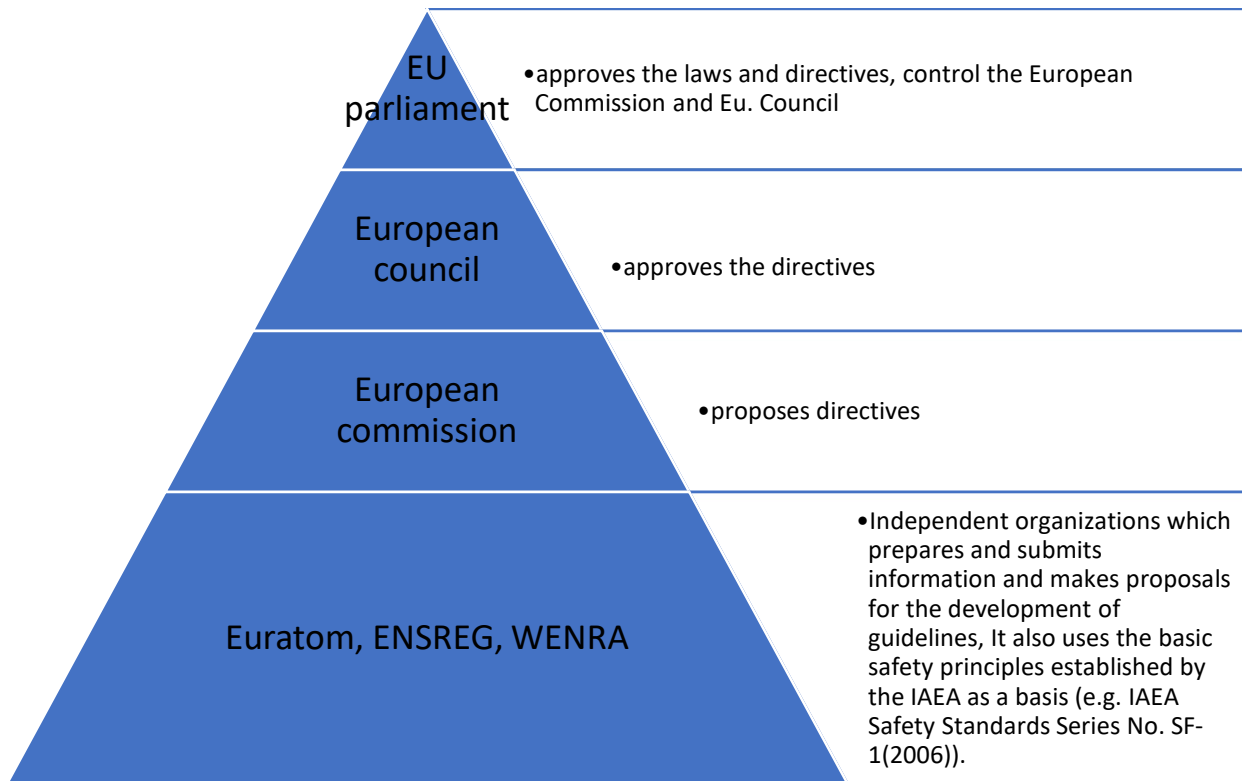 EU
parliament
•approves the laws and directives, control the European
Commission and Eu. Council
European
council
•approves the directives
European
commission
•proposes directives
Euratom, ENSREG, WENRA
•Independent organizations which
prepares and submits
information and makes proposals
for the development of
guidelines, It also uses the basic
safety principles established by
the IAEA as a basis (e.g. IAEA
Safety Standards Series No. SF-
1(2006)).